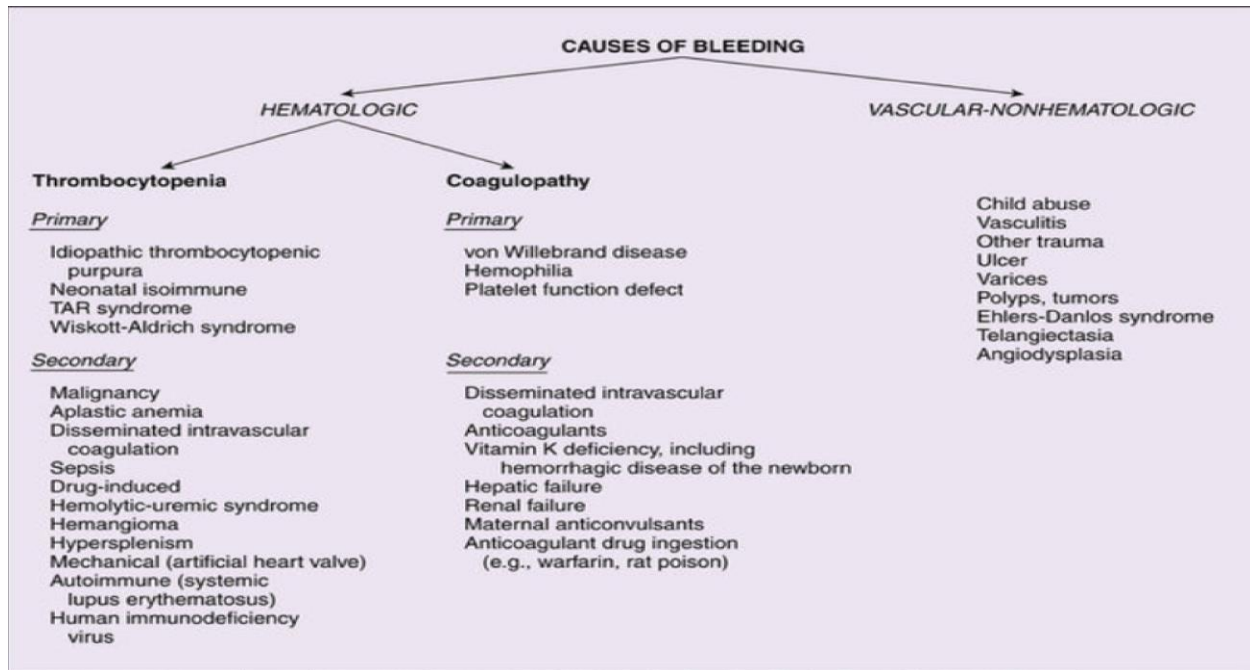 CAUSES OF BLEEDING
HEMATOLOGIC
VASCULAR-NONHEMATOLOGIC
Thrombocytopenia
Primary
Idiopathic thrombocytopenic
purpura
Neonatal isoimmune
TAR syndrome
Wiskott-Aldrich syndrome
Secondary
Malignancy
Aplastic anemia
Disseminated intravascular
coagulation
Sepsis
Drug-induced
Hemolytic-uremic syndrome
Hemangioma
Hypersplenism
Mechanical (artificial heart valve)
Autoimmune (systemic
lupus erythematosus)
Human immunodeficiency
virus
Coagulopathy
Primary
von Willebrand disease
Hemophilia
Platelet function defect
Secondary
Disseminated intravascular
coagulation
Anticoagulants
Vitamin K deficiency, including
hemorrhagic disease of the newborn
Hepatic failure
Renal failure
Maternal anticonvulsants
Anticoagulant drug ingestion
(e.g., warfarin, rat poison)
Child abuse
Vasculitis
Other trauma
Ulcer
Varices
Polyps, tumors
Ehlers-Danlos syndrome
Telangiectasia
Angiodysplasia